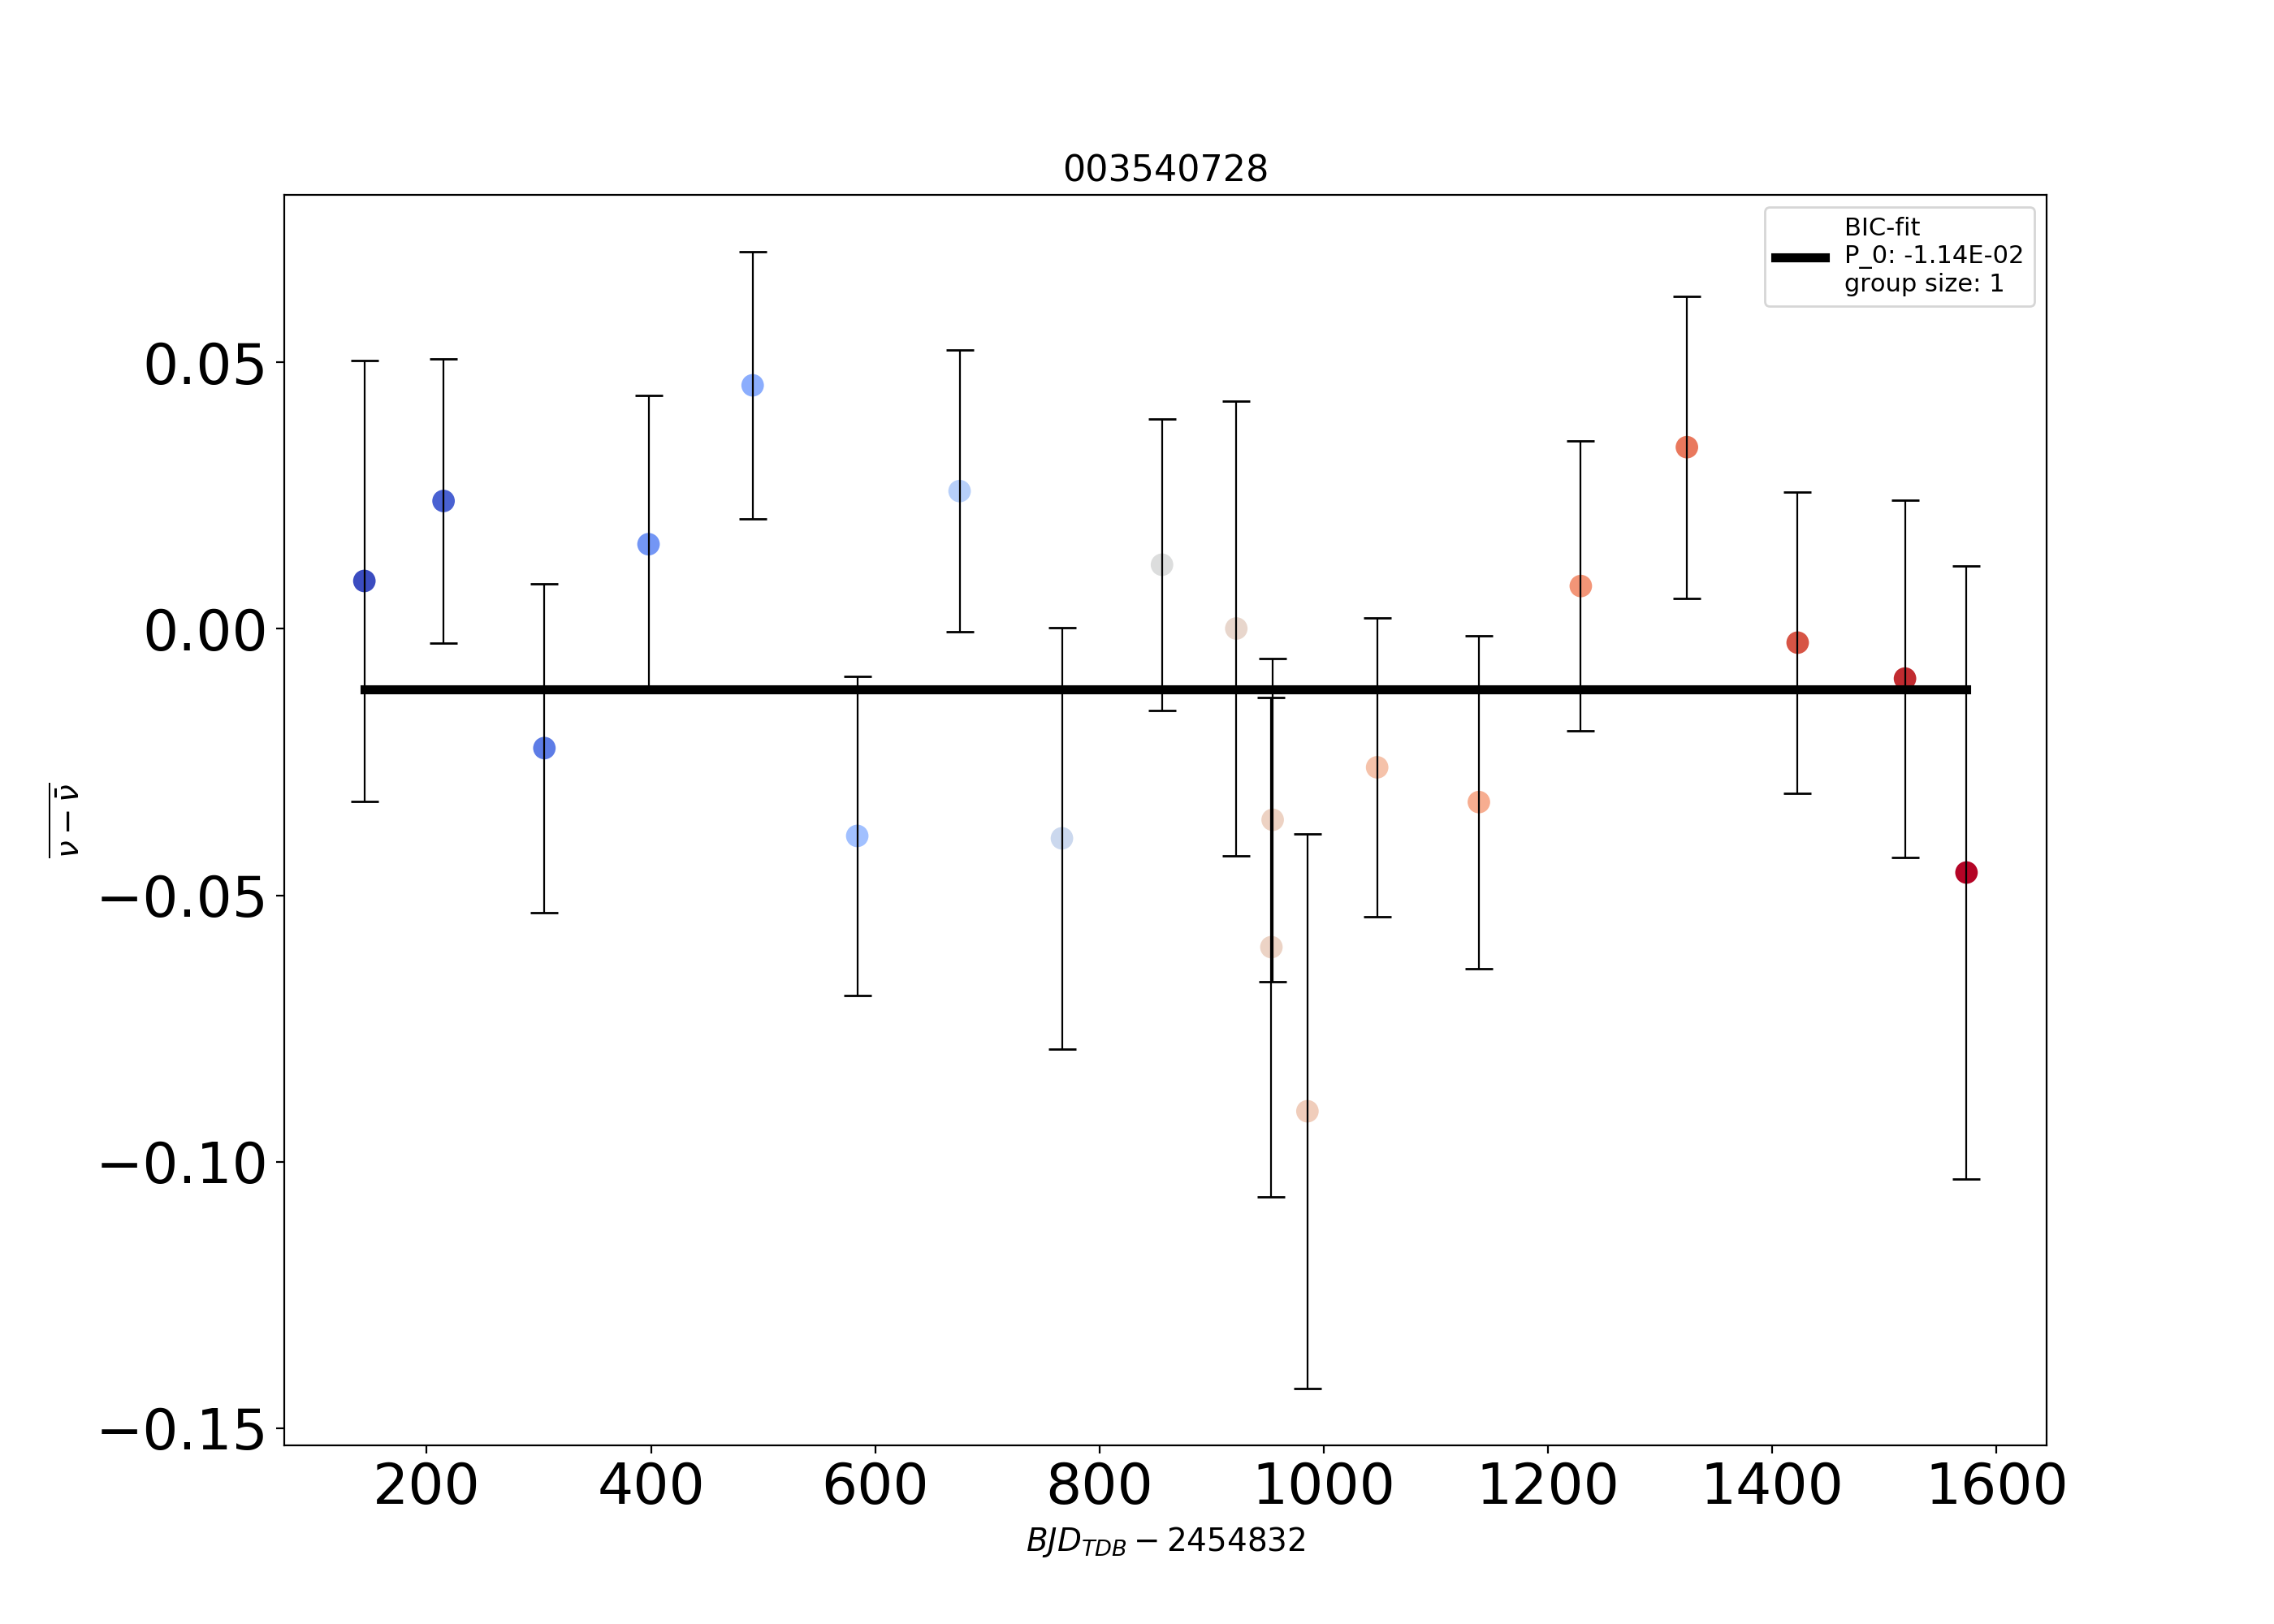 003540728
BIC-fit
P_0: -1.14E-02
group size: 1
0.05
0.00
−0.05
−0.10
−0.15
ν − ν̄
200 400 600 800 1000 1200 1400 1600
BJD_TDB − 2454832